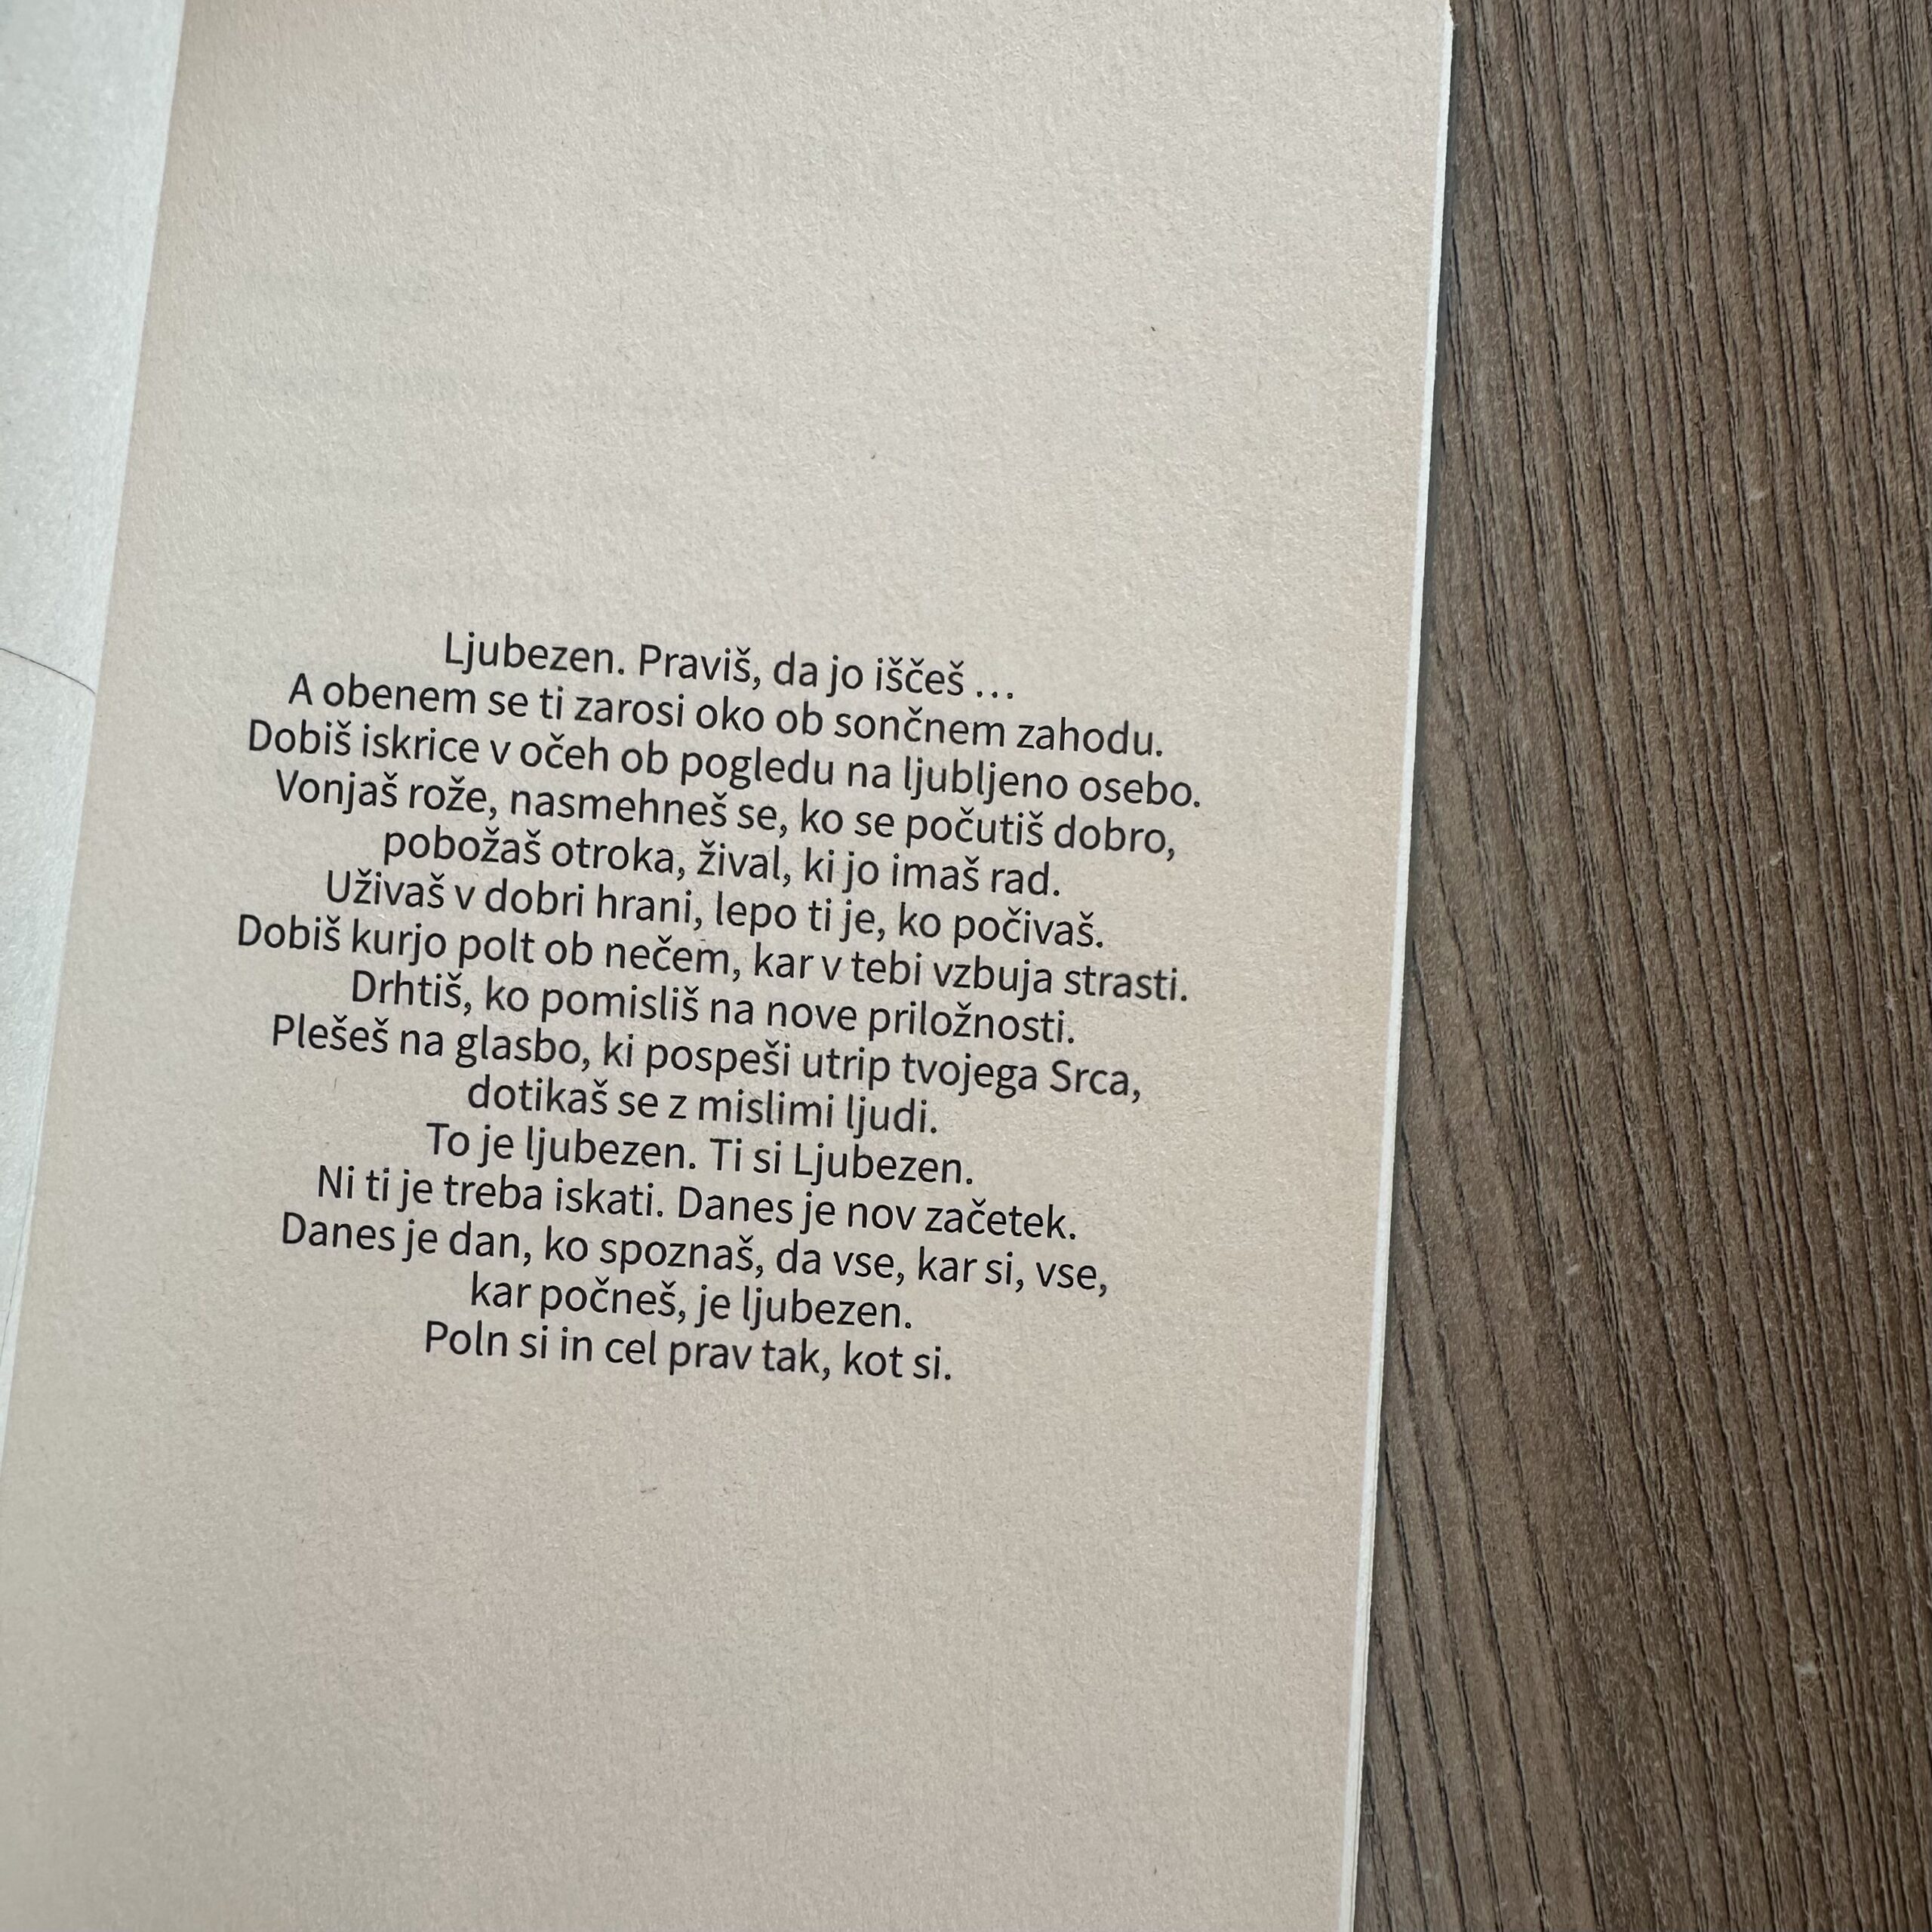 Ljubezen. Praviš, da jo iščeš ...
A obenem se ti zarosi oko ob sončnem zahodu.
Dobiš iskrice v očeh ob pogledu na ljubljeno osebo.
Vonjaš rože, nasmehneš se, ko se počutiš dobro,
pobožaš otroka, žival, ki jo imaš rad.
Uživaš v dobri hrani, lepo ti je, ko počivaš.
Dobiš kurjo polt ob nečem, kar v tebi vzbuja strasti.
Drhtiš, ko pomisliš na nove priložnosti.
Plešeš na glasbo, ki pospeši utrip tvojega Srca,
dotikaš se z mislimi ljudi.
To je ljubezen. Ti si Ljubezen.
Ni ti je treba iskati. Danes je nov začetek.
Danes je dan, ko spoznaš, da vse, kar si, vse,
kar počneš, je ljubezen.
Poln si in cel prav tak, kot si.